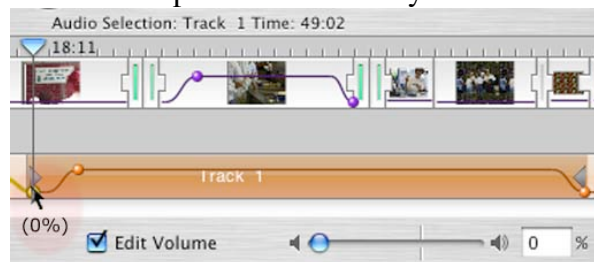 Audio Selection: Track 1 Time: 49:02
18:11
Track 1
(0%)
Edit Volume
0 %